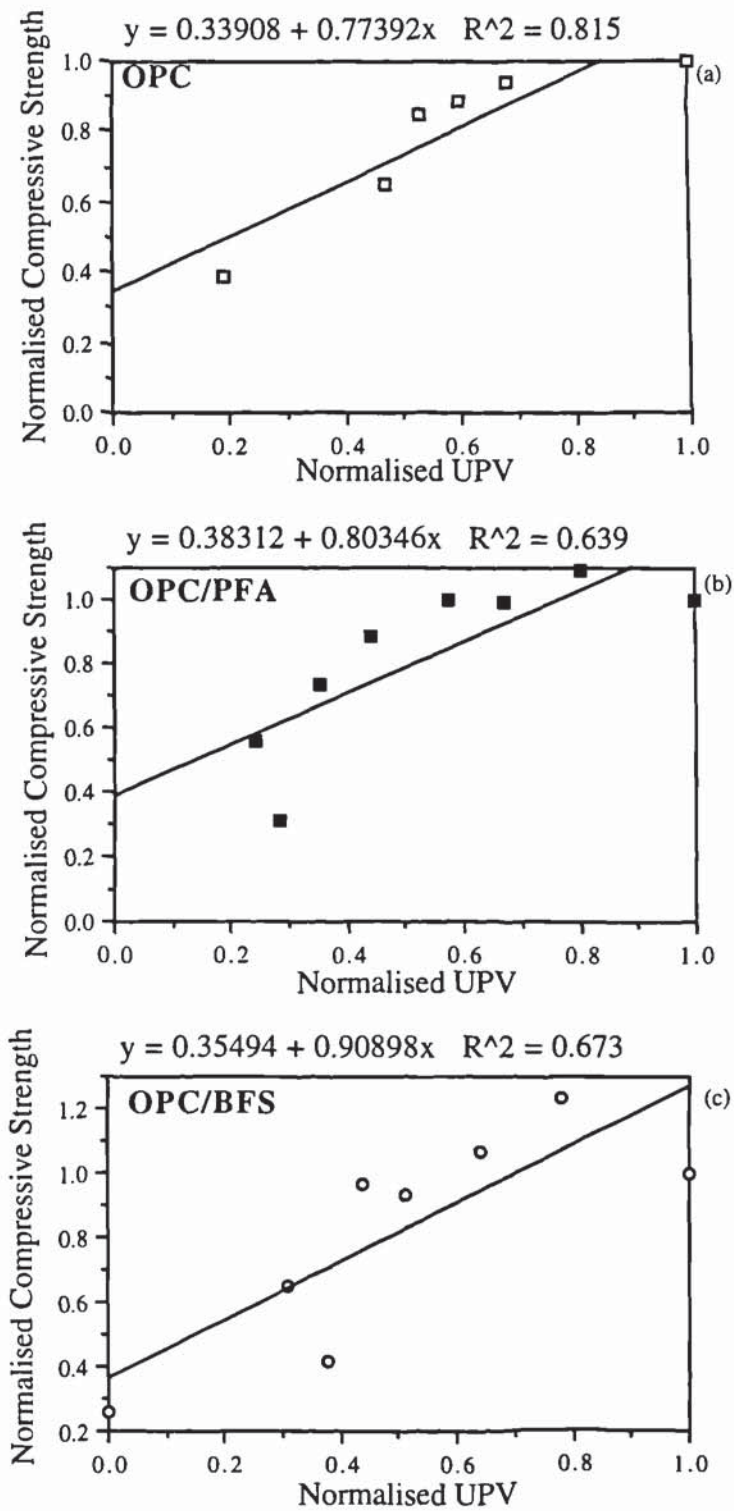 y = 0.33908 + 0.77392x R^2 = 0.815
OPC
(a)
Normalised Compressive Strength
1.0
0.8
0.6
0.4
0.2
0.0
0.0 0.2 0.4 0.6 0.8 1.0
Normalised UPV
y = 0.38312 + 0.80346x R^2 = 0.639
OPC/PFA
(b)
Normalised Compressive Strength
1.0
0.8
0.6
0.4
0.2
0.0
0.0 0.2 0.4 0.6 0.8 1.0
Normalised UPV
y = 0.35494 + 0.90898x R^2 = 0.673
OPC/BFS
(c)
Normalised Compressive Strength
1.2
1.0
0.8
0.6
0.4
0.2
0.0 0.2 0.4 0.6 0.8 1.0
Normalised UPV